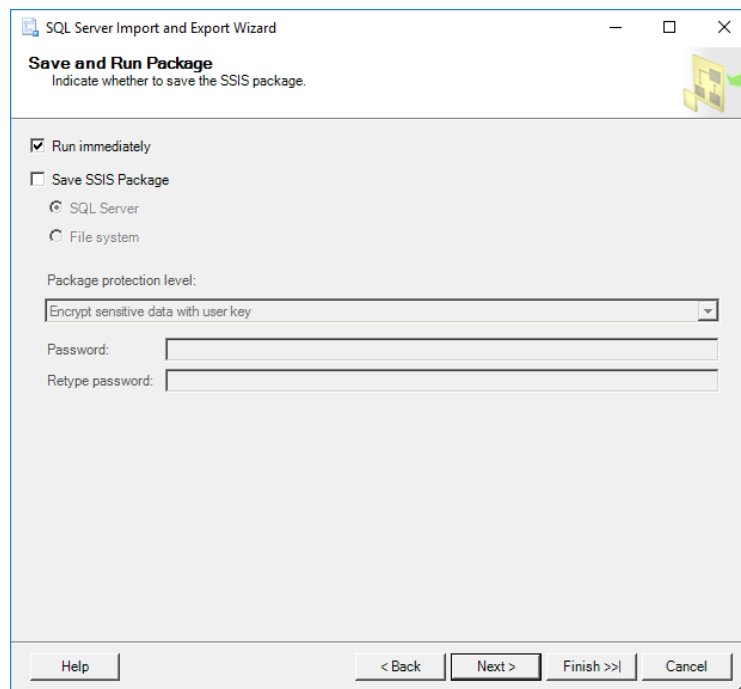 SQL Server Import and Export Wizard
Save and Run Package
Indicate whether to save the SSIS package.
Run immediately
Save SSIS Package
SQL Server
File system
Package protection level:
Encrypt sensitive data with user key
Password:
Retype password:
Help
< Back
Next >
Finish >>|
Cancel